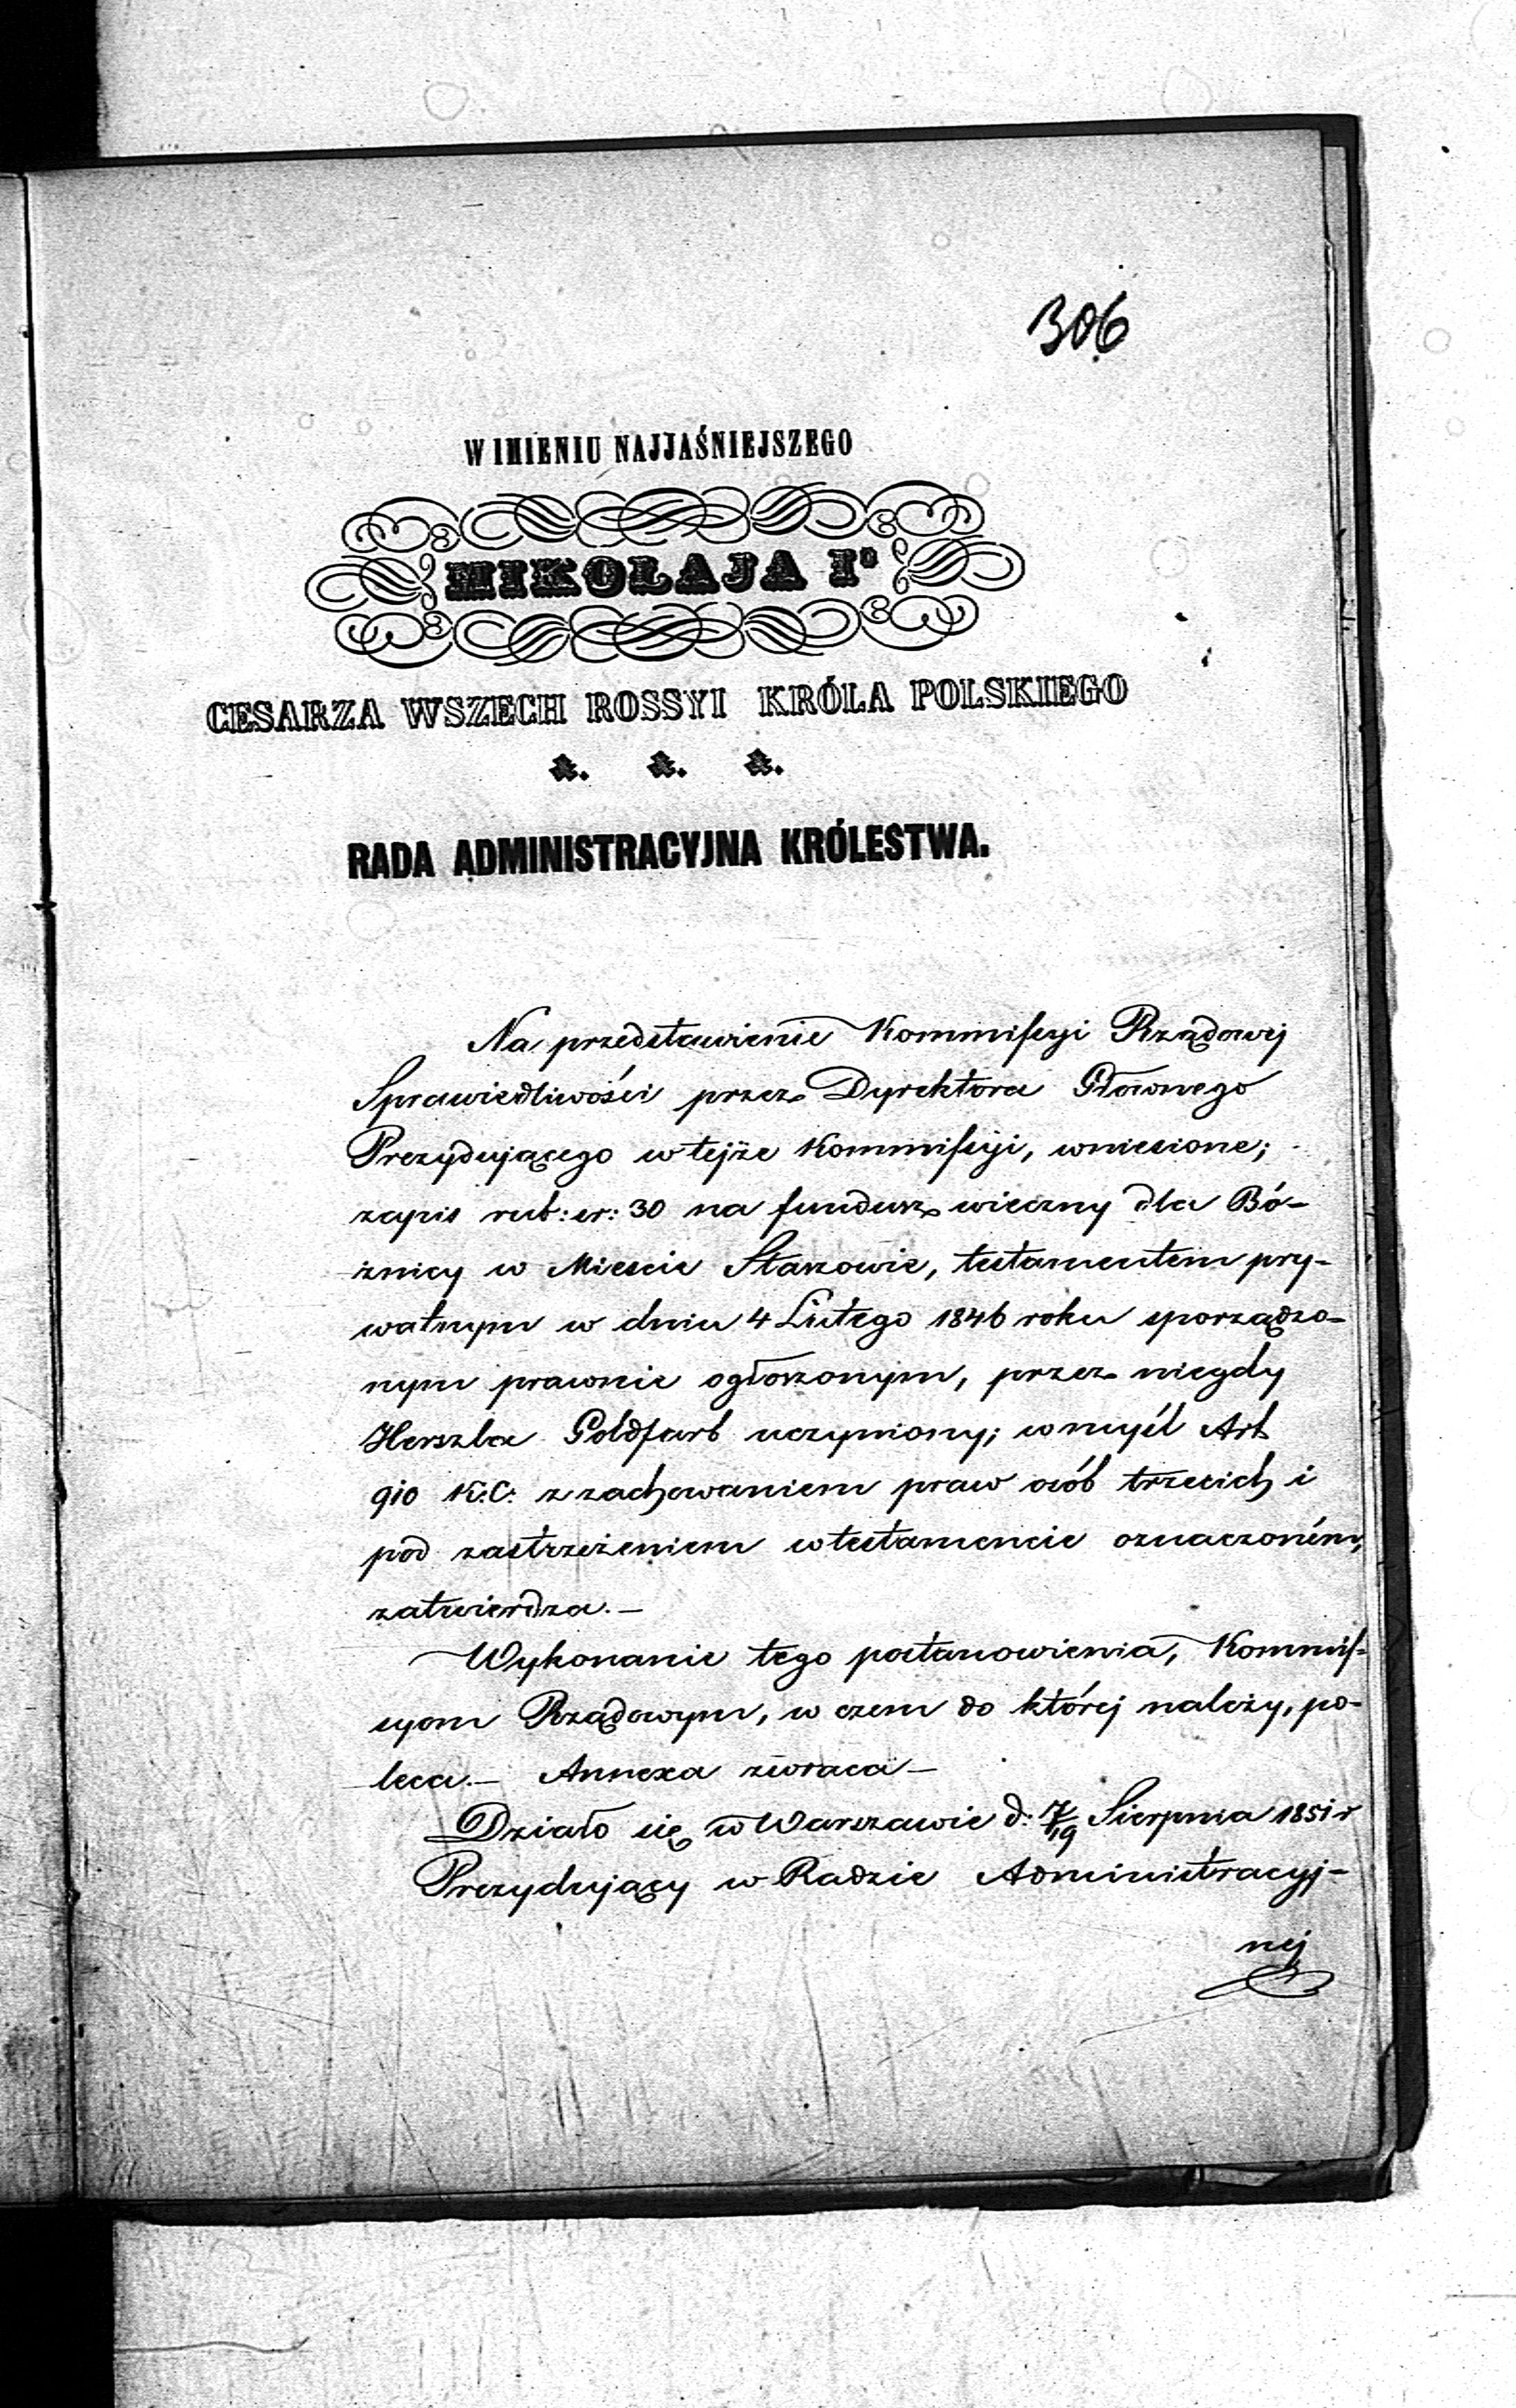 306
W IMIENIU NAJJAŚNIEJSZEGO
MIKOŁAJA Iº
CESARZA WSZECH ROSSYI KRÓLA POLSKIEGO
&. &. &.
RADA ADMINISTRACYJNA KRÓLESTWA.
Na przedstawienie Kommissyi Rządowej
Sprawiedliwości przez Dyrektora Głównego
Prezydującego w tejże Kommissyi, wniesione;
zapis rub: sr: 30 na fundusz wieczny dla Bó-
żnicy w Mieście Staszowie, testamentem pry-
watnym w dniu 4 Lutego 1846 roku sporządzo-
nym prawnie ogłoszonym, przez niegdy
Herszla Goldfarb uczyniony; w myśl Art
910 K.C. z zachowaniem praw osób trzecich i
pod zastrzeżeniem w testamencie oznaczoném,
zatwierdza.—
Wykonanie tego postanowienia, Kommis-
syom Rządowym, w czem do której należy, po-
leca.— Annexa zwraca—
Działo się w Warszawie d: 7/19 Sierpnia 1851 r
Prezydujący w Radzie Administracyj-
nej